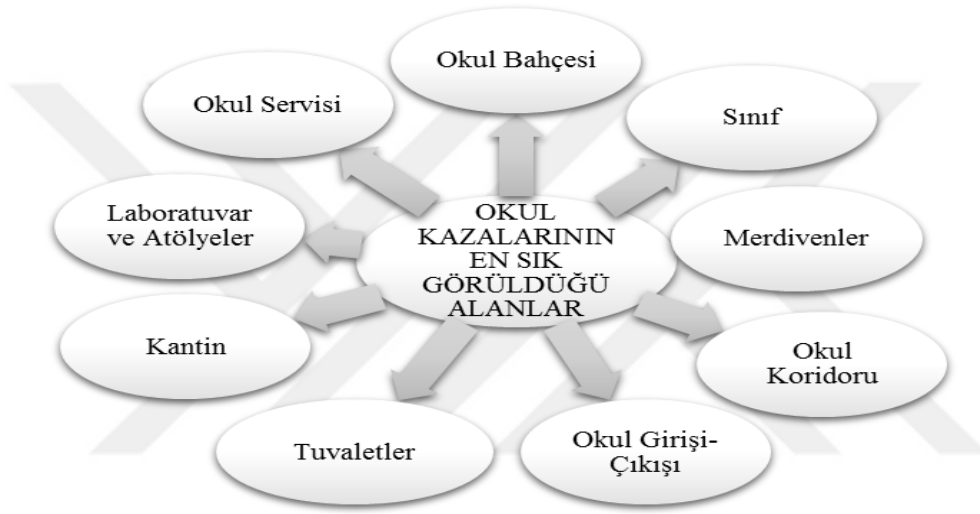 Okul Bahçesi
Okul Servisi
Sınıf
Laboratuvar
ve Atölyeler
OKUL
KAZALARININ
EN SIK
GÖRÜLDÜĞÜ
ALANLAR
Merdivenler
Kantin
Okul
Koridoru
Tuvaletler
Okul Girişi-
Çıkışı